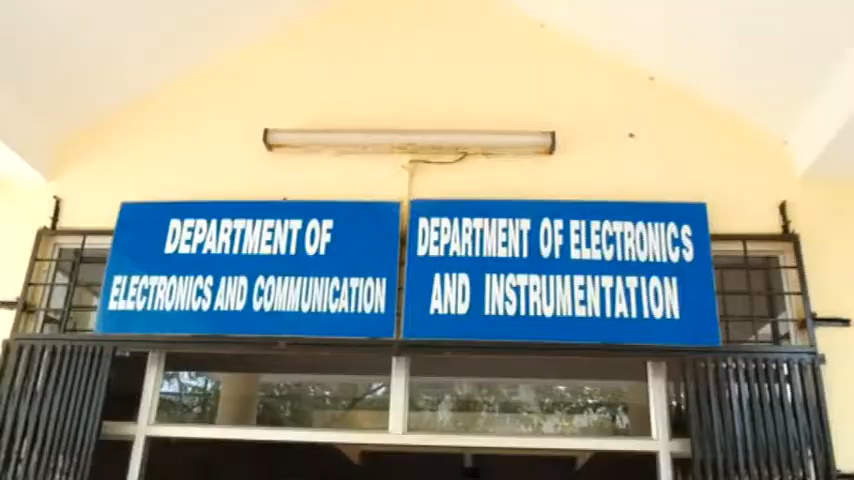 DEPARTMENT OF
ELECTRONICS AND COMMUNICATION
DEPARTMENT OF ELECTRONICS
AND INSTRUMENTATION